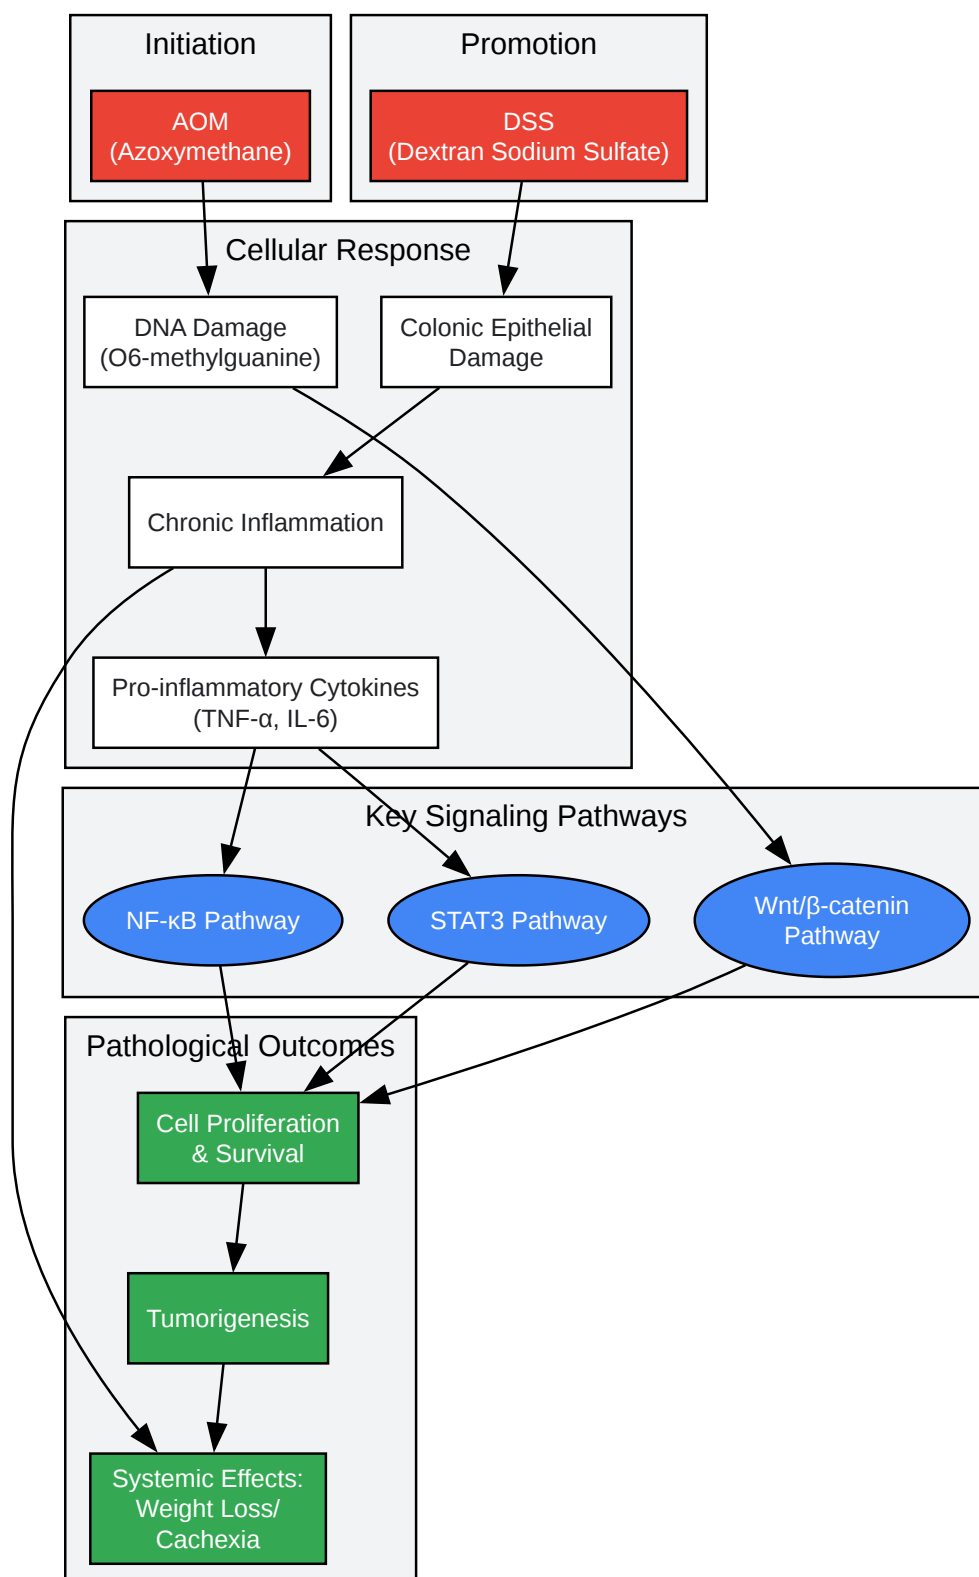 Initiation
Promotion
AOM
(Azoxymethane)
DSS
(Dextran Sodium Sulfate)
Cellular Response
DNA Damage
(O6-methylguanine)
Colonic Epithelial
Damage
Chronic Inflammation
Pro-inflammatory Cytokines
(TNF-α, IL-6)
Key Signaling Pathways
NF-κB Pathway
STAT3 Pathway
Wnt/β-catenin
Pathway
Pathological Outcomes
Cell Proliferation
& Survival
Tumorigenesis
Systemic Effects:
Weight Loss/
Cachexia